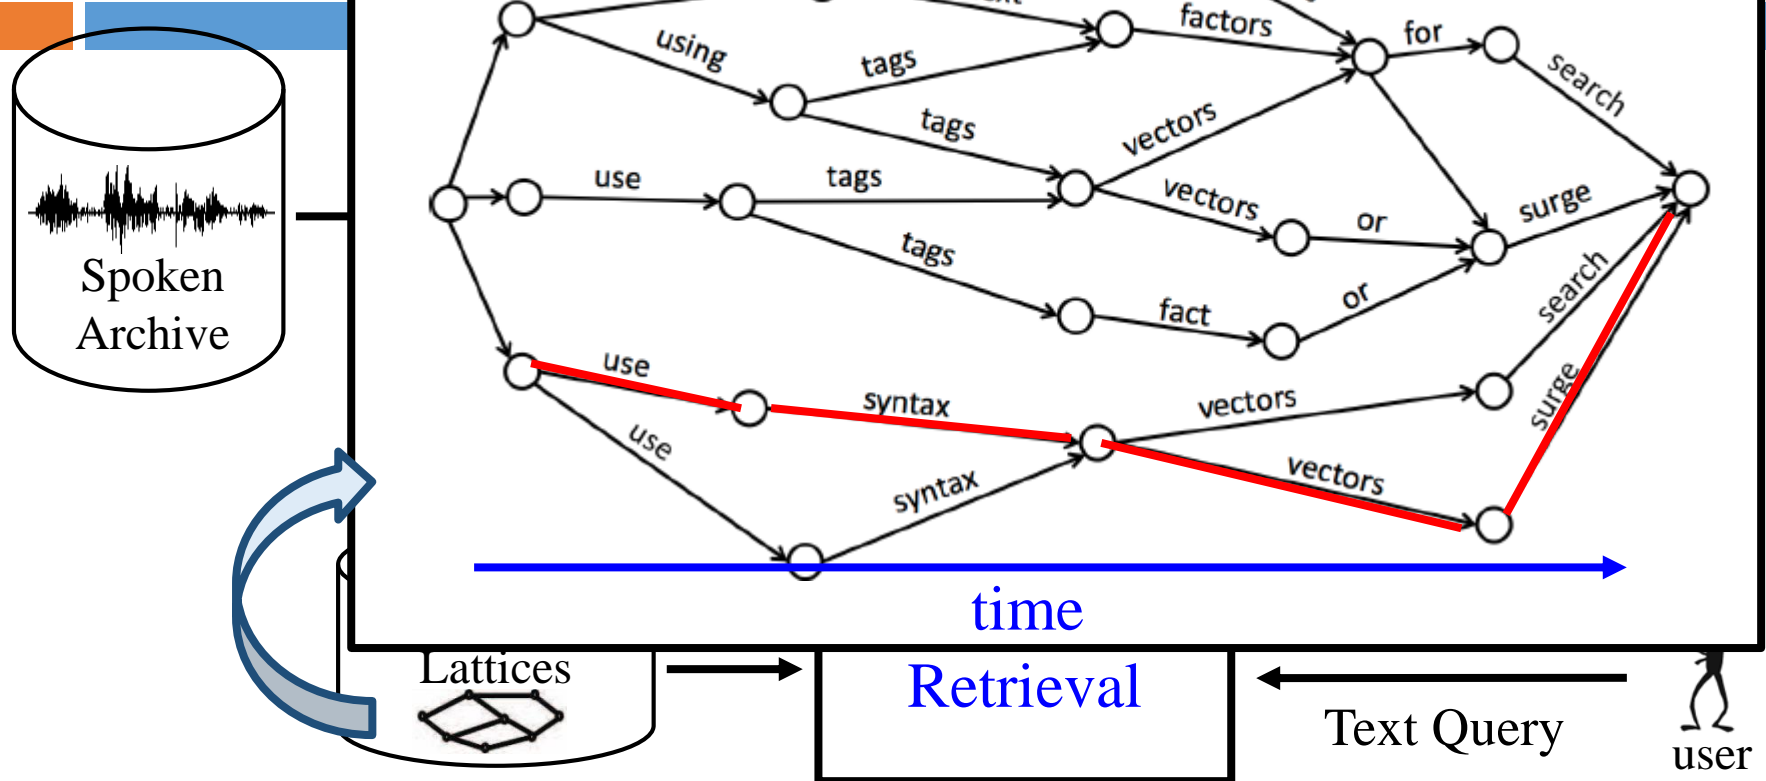 factors
for
using
tags
search
tags
vectors
use
tags
vectors
or
surge
tags
fact
or
search
use
syntax
vectors
surge
use
syntax
vectors
time
Spoken
Archive
Lattices
Retrieval
Text Query
user